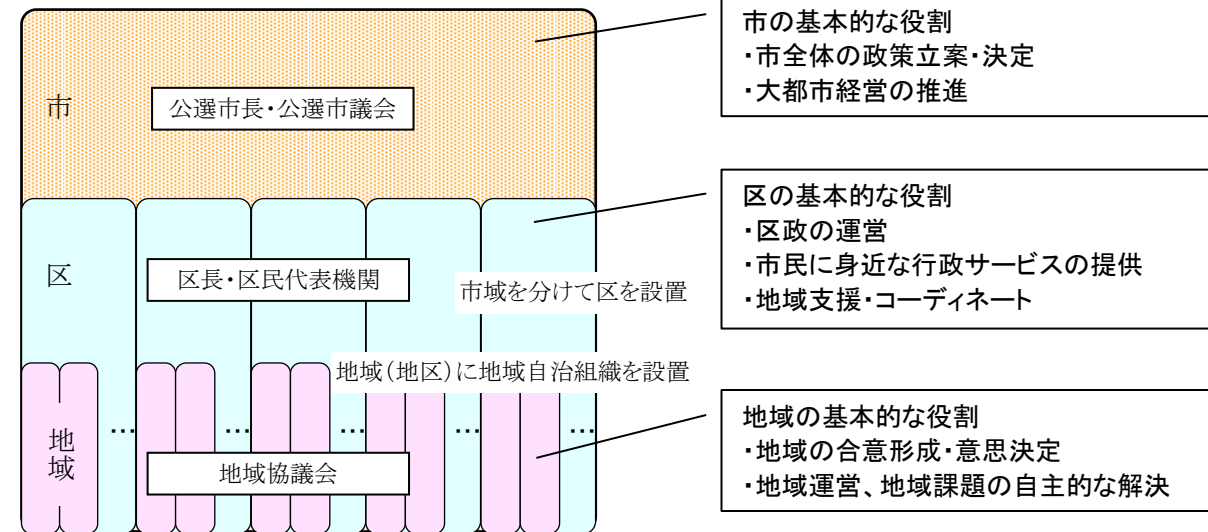 市
公選市長・公選市議会
市の基本的な役割
・市全体の政策立案・決定
・大都市経営の推進
区
区長・区民代表機関
市域を分けて区を設置
区の基本的な役割
・区政の運営
・市民に身近な行政サービスの提供
・地域支援・コーディネート
地域(地区)に地域自治組織を設置
地域
… … … … …
地域協議会
地域の基本的な役割
・地域の合意形成・意思決定
・地域運営、地域課題の自主的な解決